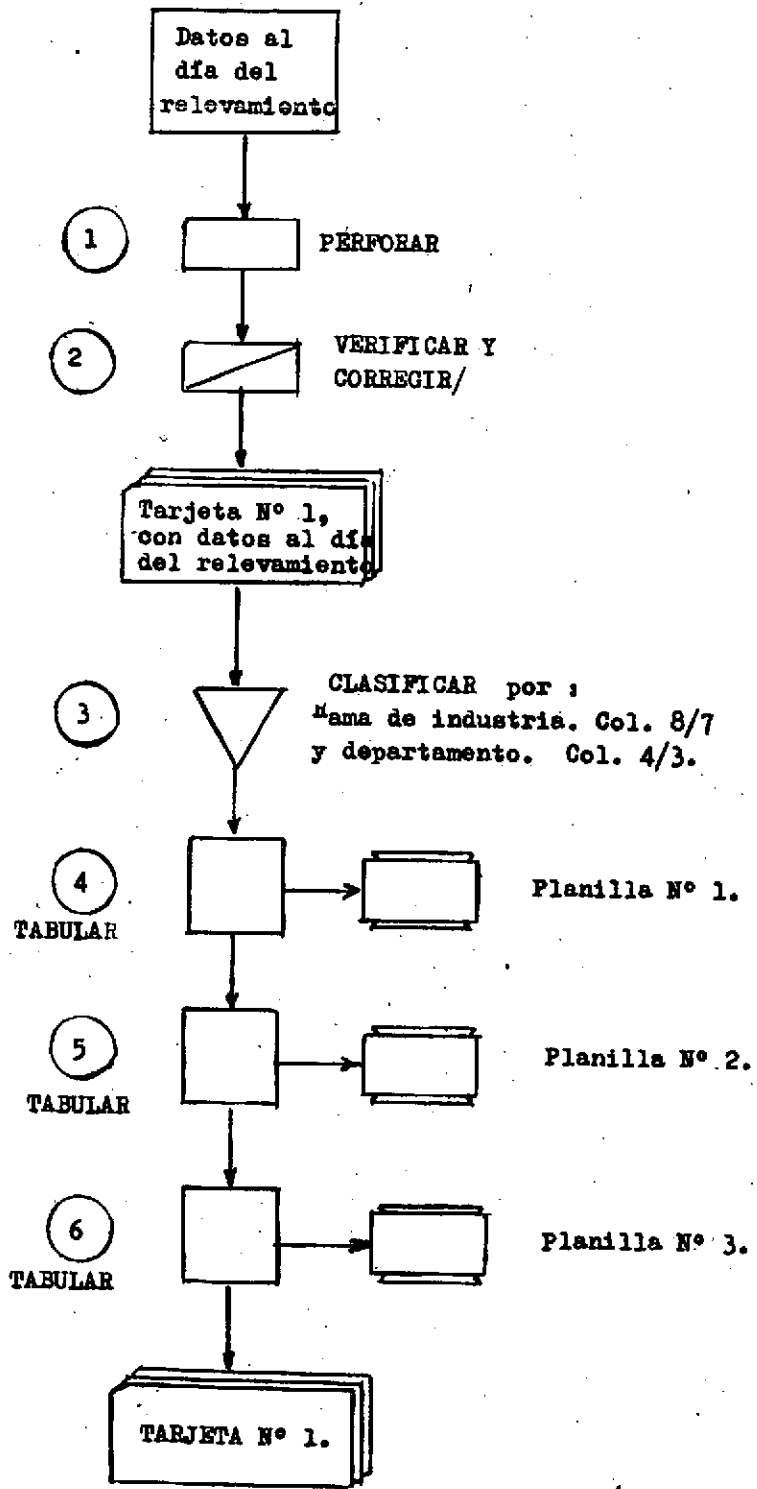 Datos al
día del
relevamiento
1
PERFORAR
2
VERIFICAR Y
CORREGIR/
Tarjeta Nº 1,
con datos al día
del relevamiento
3
CLASIFICAR por :
Rama de industria. Col. 8/7
y departamento. Col. 4/3.
4
TABULAR
Planilla Nº 1.
5
TABULAR
Planilla Nº 2.
6
TABULAR
Planilla Nº 3.
TARJETA Nº 1.